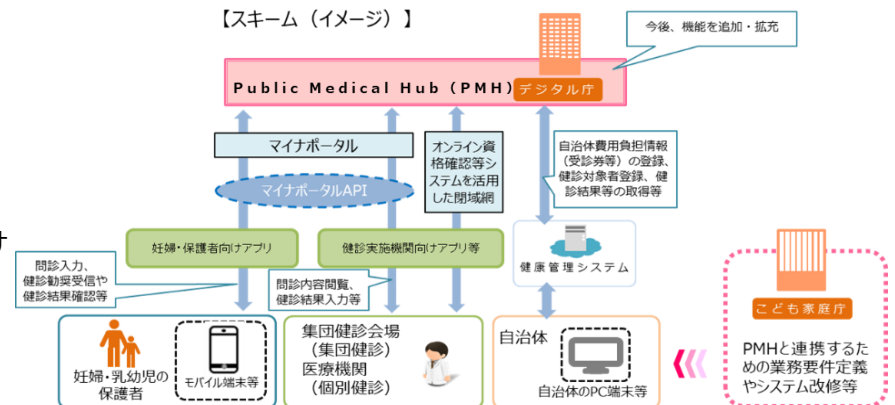 【スキーム（イメージ）】
今後、機能を追加・拡充
Public Medical Hub（PMH）
デジタル庁
マイナポータル
オンライン資
格確認等シ
ステムを活用
した閉域網
自治体費用負担情報
（受診券等）の登録、
健診対象者登録、健
診結果等の取得等
マイナポータルAPI
妊婦・保護者向けアプリ
健診実施機関向けアプリ等
健康管理システム
問診入力、
健診勧奨受信や
健診結果確認等
問診内容閲覧、
健診結果入力等
こども家庭庁
PMHと連携するた
めの業務要件定義
やシステム改修等
妊婦・乳幼児の
保護者
モバイル端末等
集団健診会場
（集団健診）
医療機関
（個別健診）
自治体
自治体のPC端末等